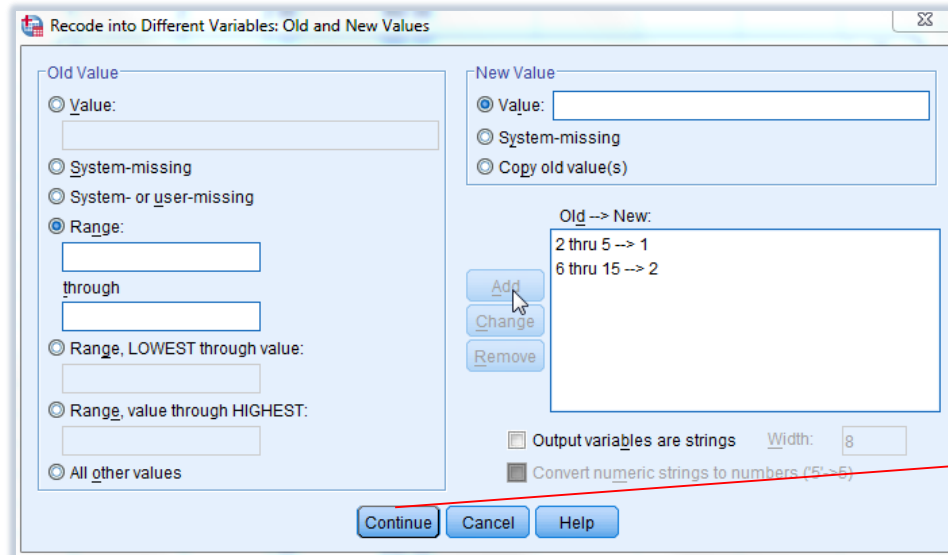 Recode into Different Variables: Old and New Values
Old Value
Value:
System-missing
System- or user-missing
Range:
through
Range, LOWEST through value:
Range, value through HIGHEST:
All other values
New Value
Value:
System-missing
Copy old value(s)
Old --> New:
2 thru 5 --> 1
6 thru 15 --> 2
Add
Change
Remove
Output variables are strings Width: 8
Convert numeric strings to numbers ('5'->5)
Continue Cancel Help